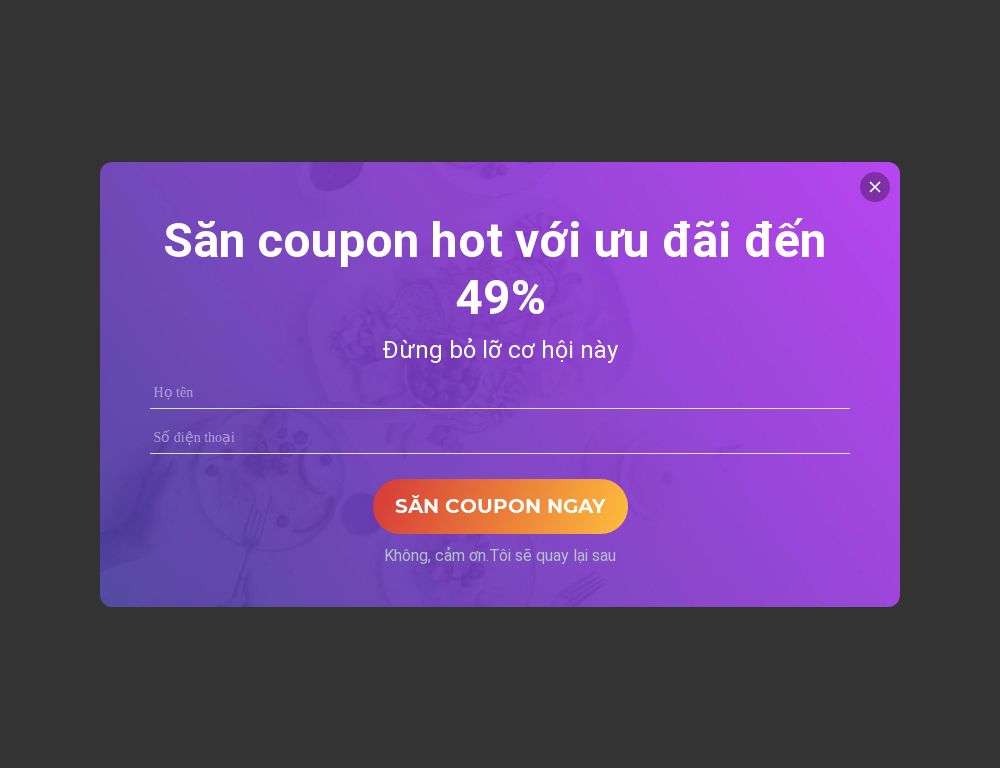 Săn coupon hot với ưu đãi đến
49%
Đừng bỏ lỡ cơ hội này
Họ tên
Số điện thoại
SĂN COUPON NGAY
Không, cảm ơn.Tôi sẽ quay lại sau